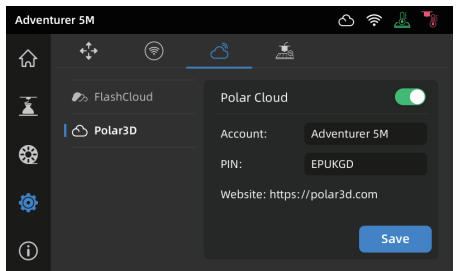 Adventurer 5M
FlashCloud
Polar3D
Polar Cloud
Account: Adventurer 5M
PIN: EPUKGD
Website: https://polar3d.com
Save